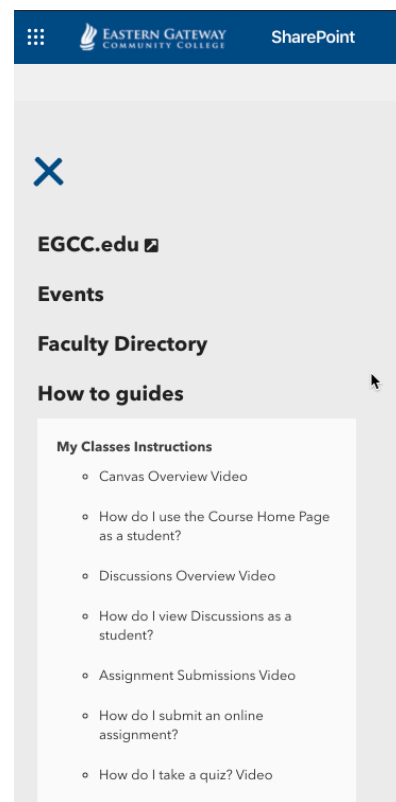 EASTERN GATEWAY
COMMUNITY COLLEGE
SharePoint
EGCC.edu
Events
Faculty Directory
How to guides
My Classes Instructions
Canvas Overview Video
How do I use the Course Home Page
as a student?
Discussions Overview Video
How do I view Discussions as a
student?
Assignment Submissions Video
How do I submit an online
assignment?
How do I take a quiz? Video